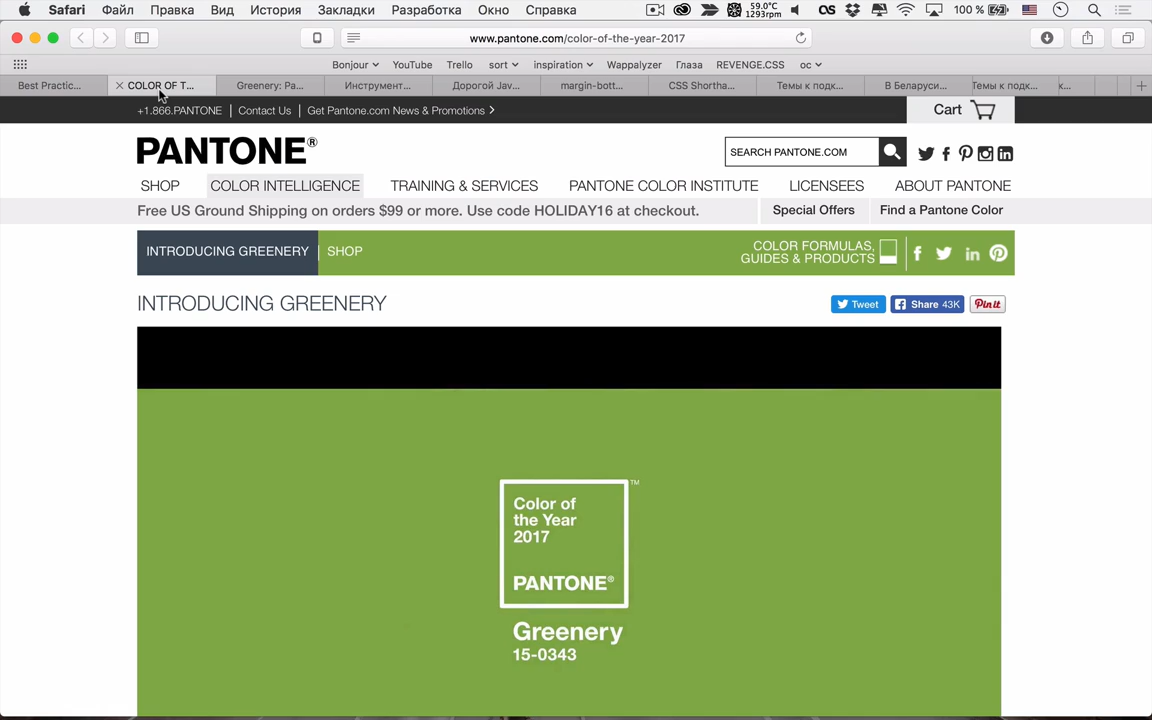 Safari Файл Правка Вид История Закладки Разработка Окно Справка 59.0°C 1293rpm 100 %
www.pantone.com/color-of-the-year-2017
Bonjour YouTube Trello sort inspiration Wappalyzer Глаза REVENGE.CSS oc
Best Practic... COLOR OF T... Greenery: Pa... Инструмент... Дорогой Jav... margin-bott... CSS Shortha... Темы к подк... В Беларуси... Темы к подк... к...
+1.866.PANTONE Contact Us Get Pantone.com News & Promotions
Cart
PANTONE®
SEARCH PANTONE.COM
SHOP COLOR INTELLIGENCE TRAINING & SERVICES PANTONE COLOR INSTITUTE LICENSEES ABOUT PANTONE
Free US Ground Shipping on orders $99 or more. Use code HOLIDAY16 at checkout. Special Offers Find a Pantone Color
INTRODUCING GREENERY SHOP
COLOR FORMULAS,
GUIDES & PRODUCTS
INTRODUCING GREENERY
Tweet Share 43K Pin it
Color of
the Year
2017
PANTONE®
TM
Greenery
15-0343